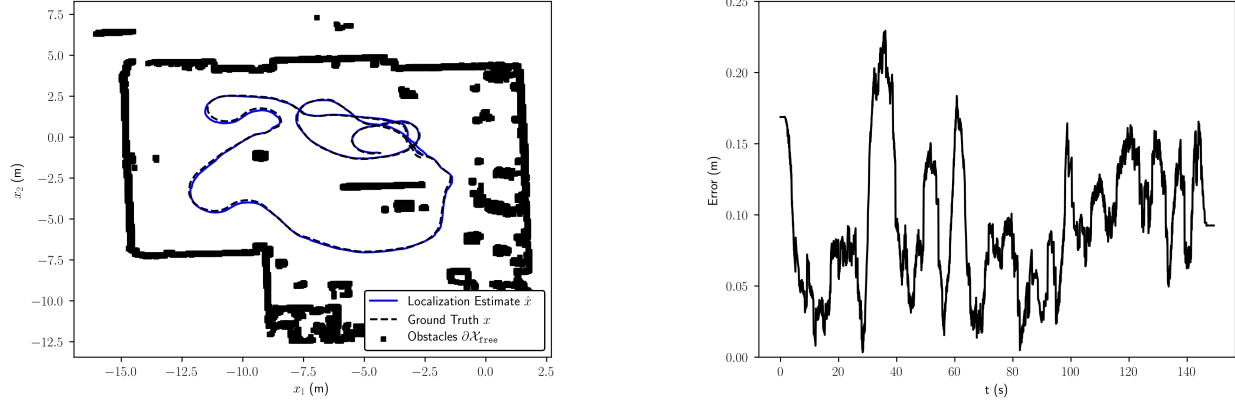 7.5
5.0
2.5
0.0
−2.5
−5.0
−7.5
−10.0
−12.5
x₂ (m)
−15.0 −12.5 −10.0 −7.5 −5.0 −2.5 0.0 2.5
x₁ (m)
Localization Estimate x̂
Ground Truth x
Obstacles ∂𝒳free
0.25
0.20
0.15
0.10
0.05
0.00
Error (m)
0 20 40 60 80 100 120 140
t (s)